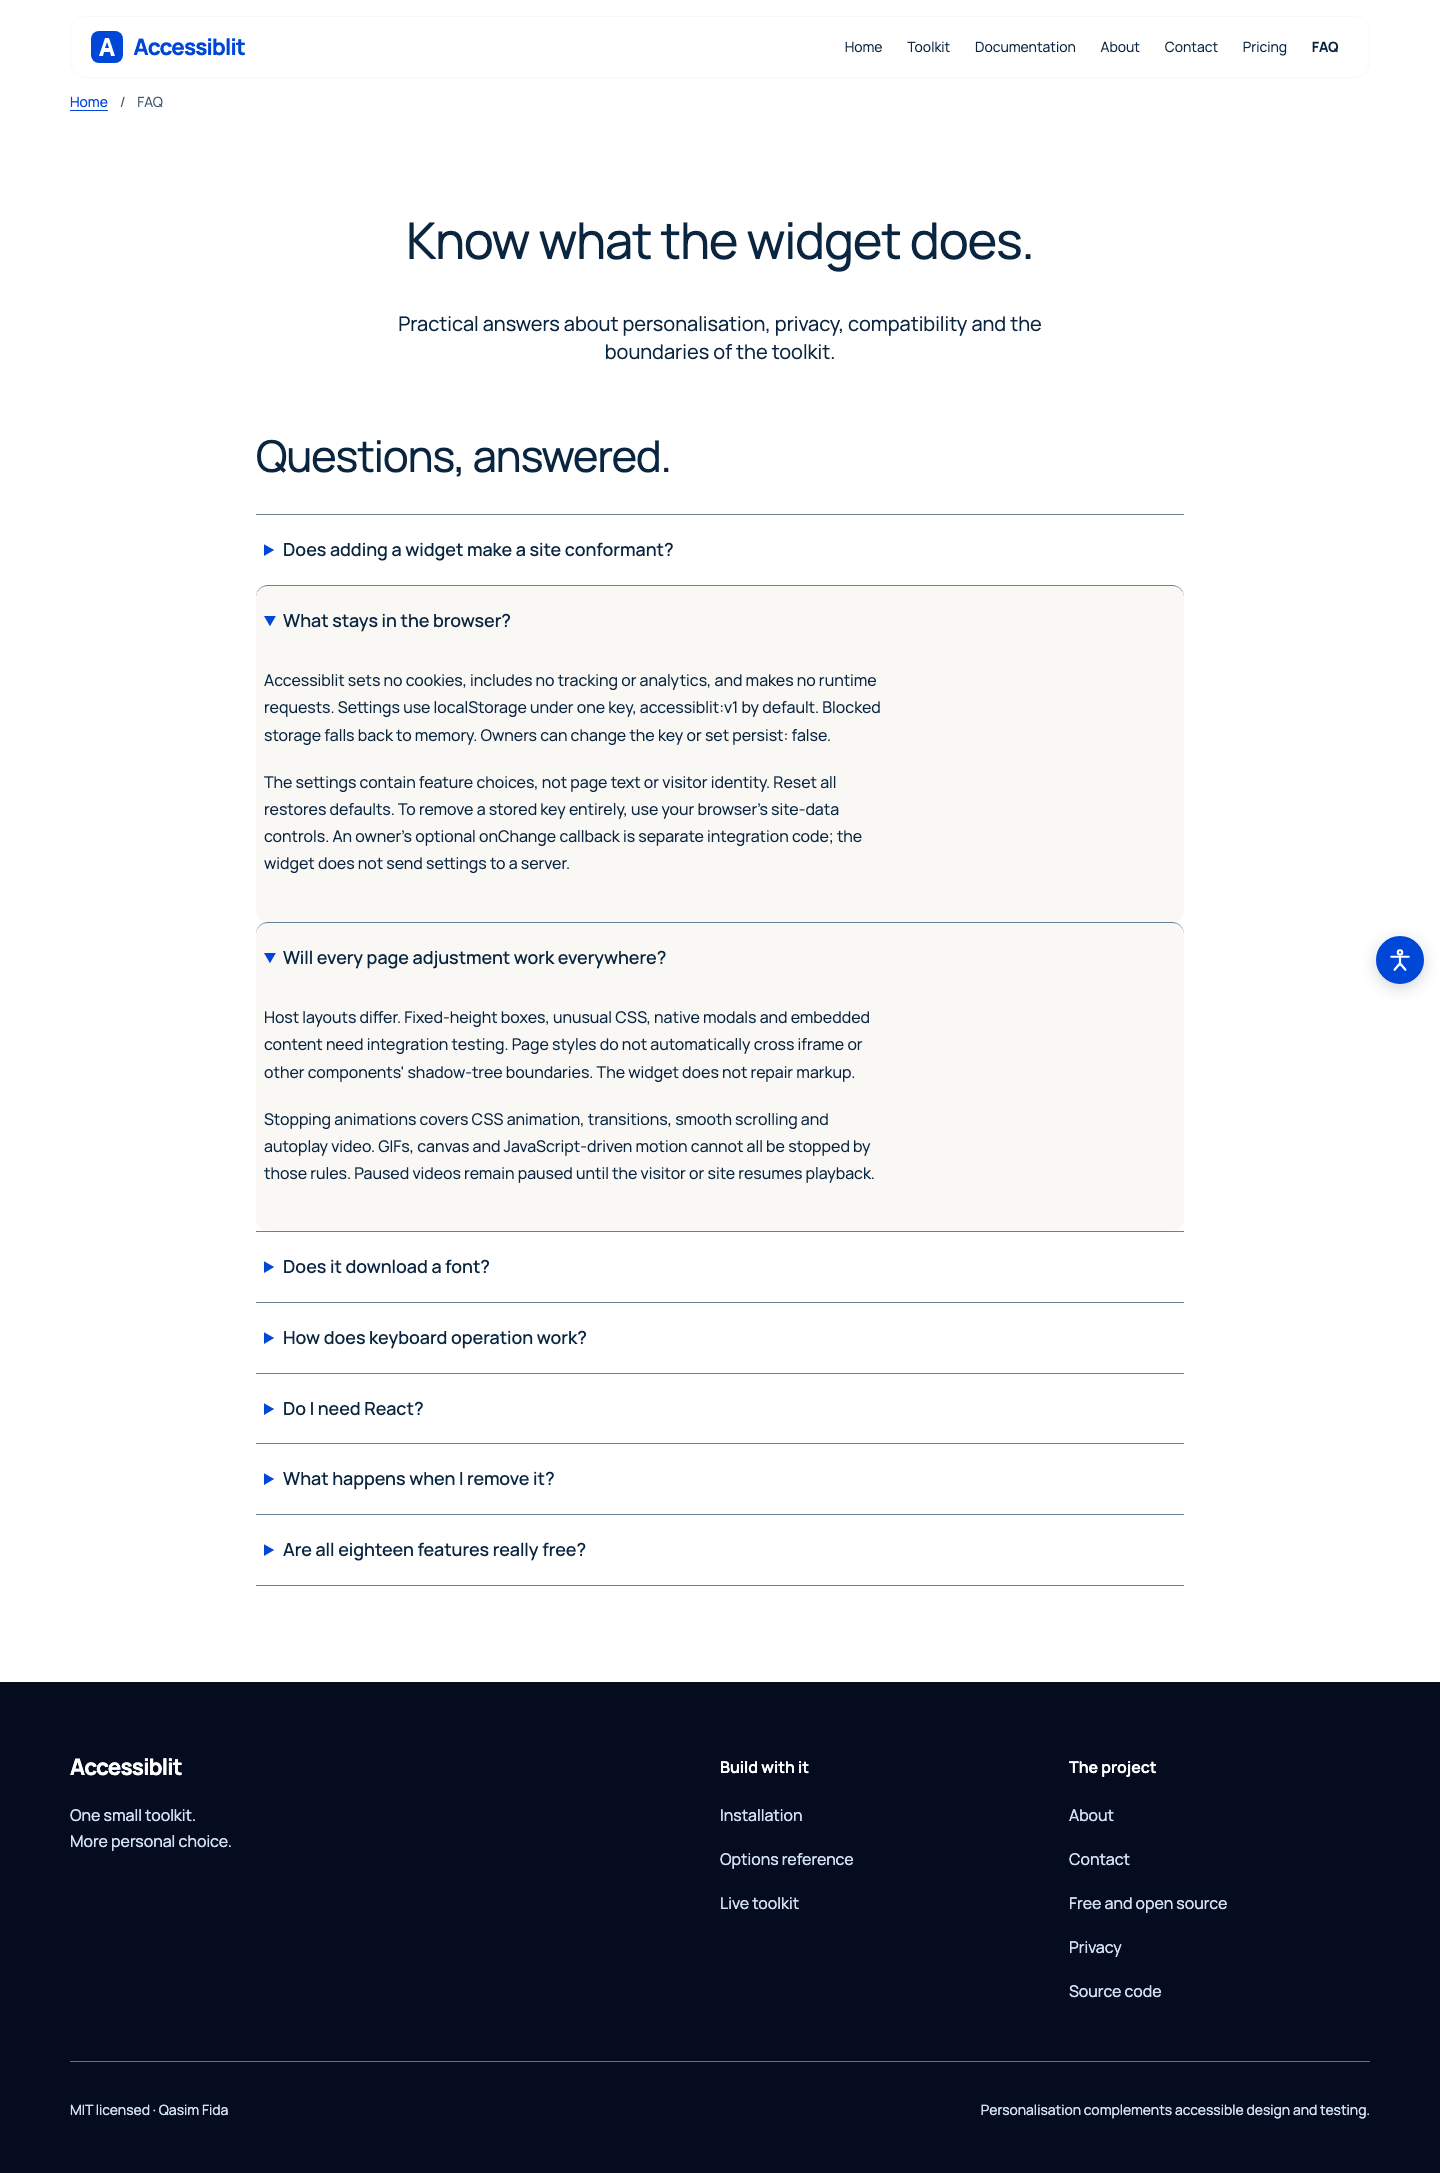 A Accessiblit
Home Toolkit Documentation About Contact Pricing FAQ
Home / FAQ
Know what the widget does.
Practical answers about personalisation, privacy, compatibility and the
boundaries of the toolkit.
Questions, answered.
Does adding a widget make a site conformant?
What stays in the browser?
Accessiblit sets no cookies, includes no tracking or analytics, and makes no runtime
requests. Settings use localStorage under one key, accessiblit:v1 by default. Blocked
storage falls back to memory. Owners can change the key or set persist: false.
The settings contain feature choices, not page text or visitor identity. Reset all
restores defaults. To remove a stored key entirely, use your browser’s site-data
controls. An owner’s optional onChange callback is separate integration code; the
widget does not send settings to a server.
Will every page adjustment work everywhere?
Host layouts differ. Fixed-height boxes, unusual CSS, native modals and embedded
content need integration testing. Page styles do not automatically cross iframe or
other components' shadow-tree boundaries. The widget does not repair markup.
Stopping animations covers CSS animation, transitions, smooth scrolling and
autoplay video. GIFs, canvas and JavaScript-driven motion cannot all be stopped by
those rules. Paused videos remain paused until the visitor or site resumes playback.
Does it download a font?
How does keyboard operation work?
Do I need React?
What happens when I remove it?
Are all eighteen features really free?
Accessiblit
One small toolkit.
More personal choice.
Build with it
Installation
Options reference
Live toolkit
The project
About
Contact
Free and open source
Privacy
Source code
MIT licensed · Qasim Fida
Personalisation complements accessible design and testing.